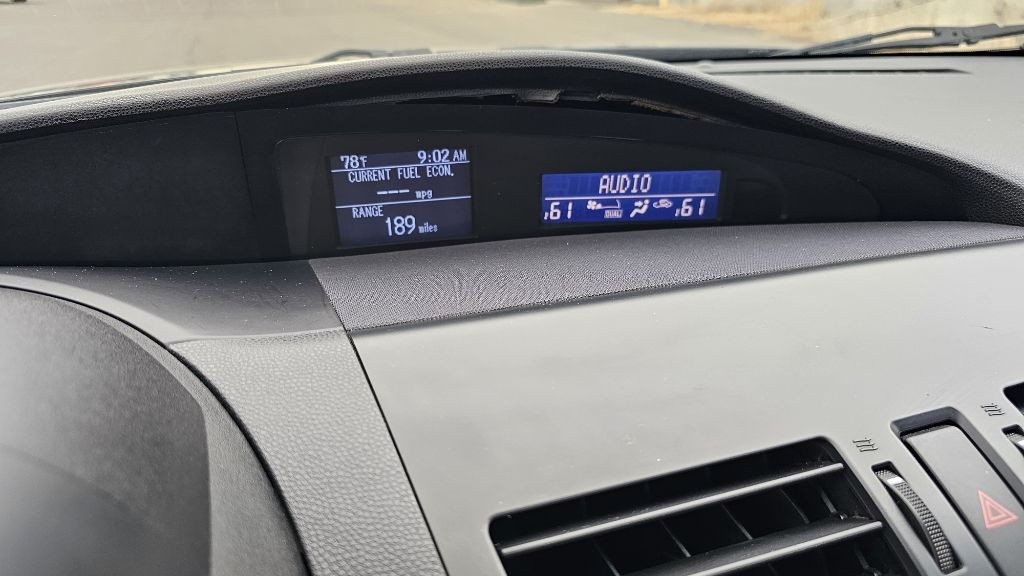 78°F 9:02 AM
CURRENT FUEL ECON.
--- mpg
RANGE
189 miles
AUDIO
61 DUAL 61